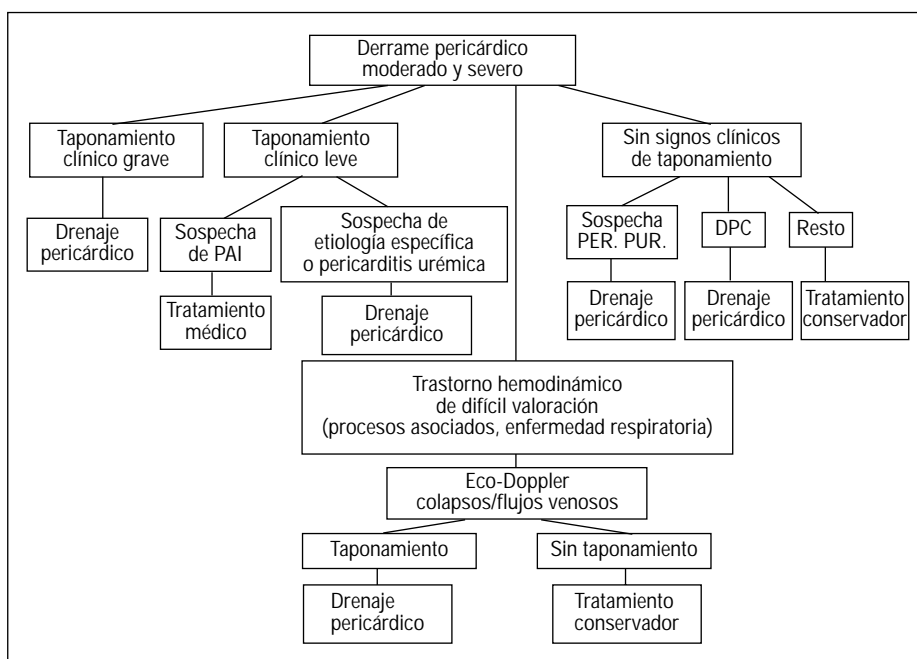 Derrame pericárdico
moderado y severo
Taponamiento
clínico grave
Taponamiento
clínico leve
Sin signos clínicos
de taponamiento
Drenaje
pericárdico
Sospecha
de PAI
Sospecha de
etiología específica
o pericarditis urémica
Sospecha
PER. PUR.
DPC
Resto
Tratamiento
médico
Drenaje
pericárdico
Drenaje
pericárdico
Drenaje
pericárdico
Tratamiento
conservador
Trastorno hemodinámico
de difícil valoración
(procesos asociados, enfermedad respiratoria)
Eco-Doppler
colapsos/flujos venosos
Taponamiento
Sin taponamiento
Drenaje
pericárdico
Tratamiento
conservador